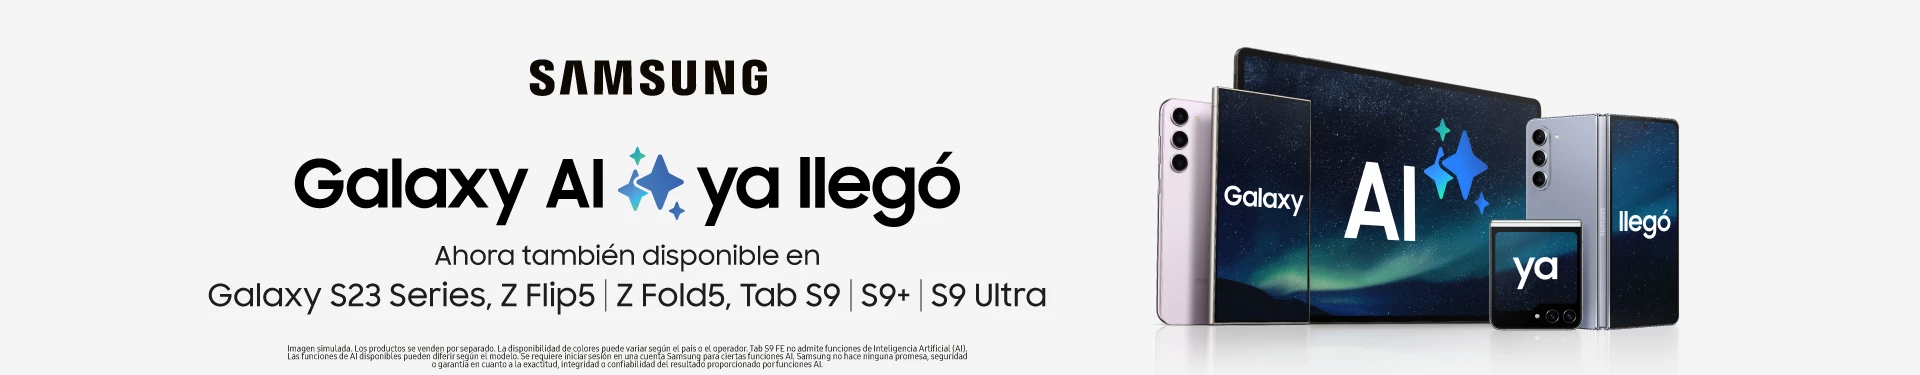 SAMSUNG
Galaxy AI ya llegó
Ahora también disponible en
Galaxy S23 Series, Z Flip5 | Z Fold5, Tab S9 | S9+ | S9 Ultra
Imagen simulada. Los productos se venden por separado. La disponibilidad de colores puede variar según el país o el operador. Tab S9 FE no admite funciones de Inteligencia Artificial (AI).
Las funciones de AI disponibles pueden diferir según el modelo. Se requiere iniciar sesión en una cuenta Samsung para ciertas funciones AI. Samsung no hace ninguna promesa, seguridad
o garantía en cuanto a la exactitud, integridad o confiabilidad del resultado proporcionado por funciones AI.
Galaxy
AI
ya
llegó